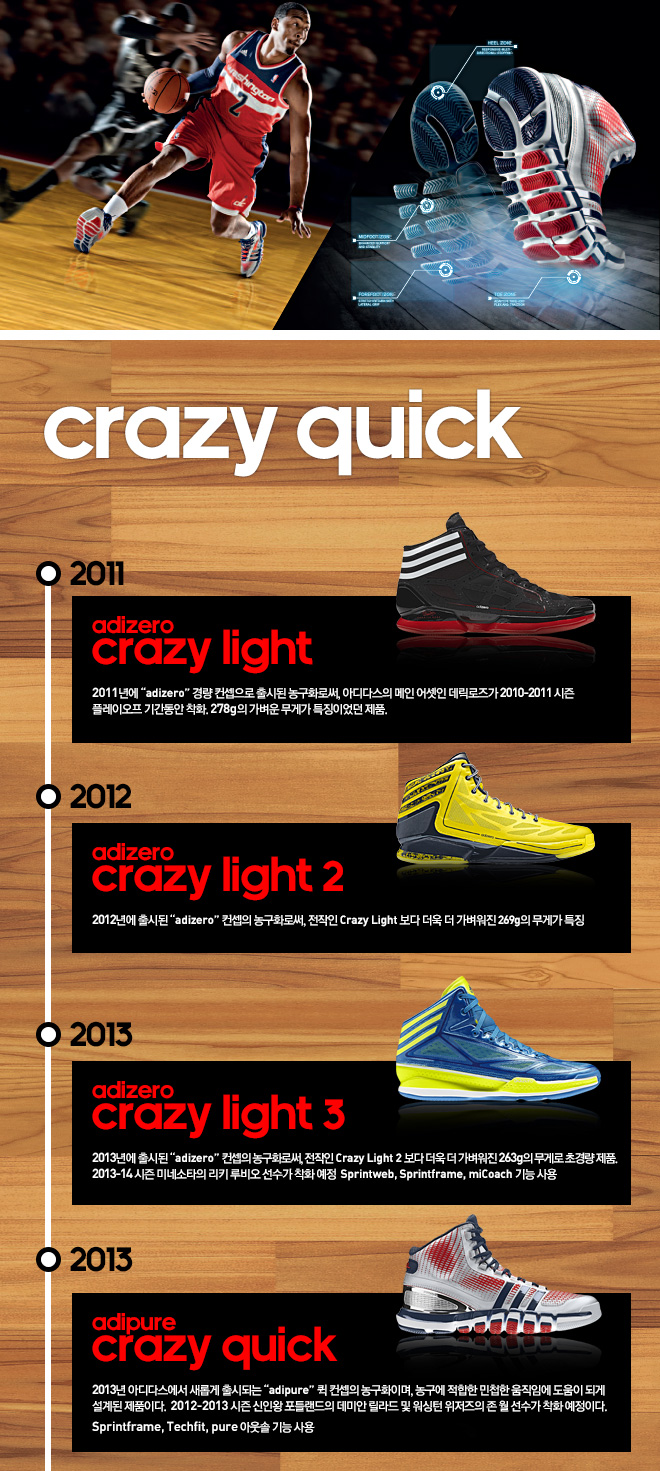 Washington
2
HEEL ZONE
MIDFOOT ZONE
FOREFOOT ZONE
TOE ZONE
crazy quick
2011
adizero
crazy light
2011년에 “adizero” 경량 컨셉으로 출시된 농구화로써, 아디다스의 메인 어셋인 데릭로즈가 2010-2011 시즌
플레이오프 기간동안 착화. 278g의 가벼운 무게가 특징이었던 제품.
2012
adizero
crazy light 2
2012년에 출시된 “adizero” 컨셉의 농구화로써, 전작인 Crazy Light 보다 더욱 더 가벼워진 269g의 무게가 특징
2013
adizero
crazy light 3
2013년에 출시된 “adizero” 컨셉의 농구화로써, 전작인 Crazy Light 2 보다 더욱 더 가벼워진 263g의 무게로 초경량 제품.
2013-14 시즌 미네소타의 리키 루비오 선수가 착화 예정 Sprintweb, Sprintframe, miCoach 기능 사용
2013
adipure
crazy quick
2013년 아디다스에서 새롭게 출시되는 “adipure” 퀵 컨셉의 농구화이며, 농구에 적합한 민첩한 움직임에 도움이 되게
설계된 제품이다. 2012-2013 시즌 신인왕 포틀랜드의 데미안 릴라드 및 워싱턴 위저즈의 존 월 선수가 착화 예정이다.
Sprintframe, Techfit, pure 아웃솔 기능 사용